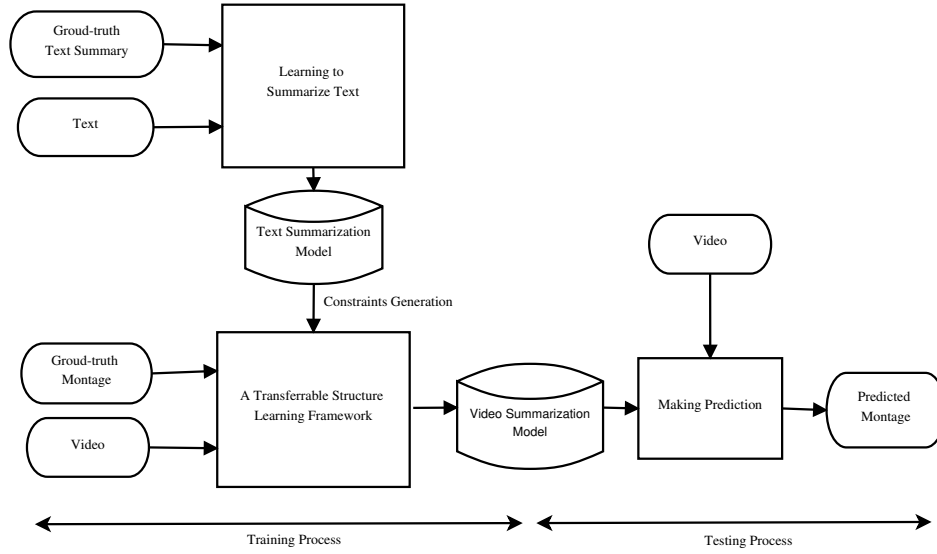 Groud-truth
Text Summary
Learning to
Summarize Text
Text
Text Summarization
Model
Video
Constraints Generation
Groud-truth
Montage
A Transferrable Structure
Learning Framework
Video
Video Summarization
Model
Making Prediction
Predicted
Montage
Training Process
Testing Process